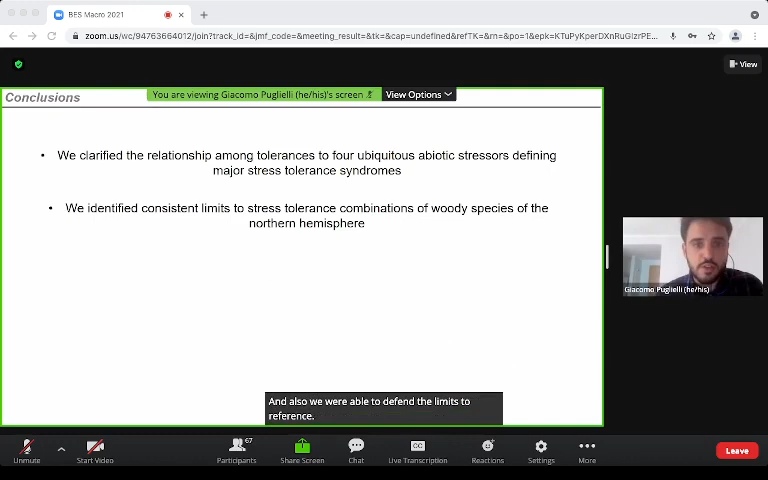 BES Macro 2021
zoom.us/wc/94763664012/join?track_id=&jmf_code=&meeting_result=&tk=&cap=undefined&refTK=&rn=&po=1&epk=KTuPyKperDXnRuGlzrPE...
View
Conclusions
You are viewing Giacomo Puglielli (he/his)'s screen
View Options
• We clarified the relationship among tolerances to four ubiquitous abiotic stressors defining
major stress tolerance syndromes
• We identified consistent limits to stress tolerance combinations of woody species of the
northern hemisphere
Giacomo Puglielli (he/his)
And also we were able to defend the limits to
reference.
67
CC
Unmute
Start Video
Participants
Share Screen
Chat
Live Transcription
Reactions
Settings
More
Leave